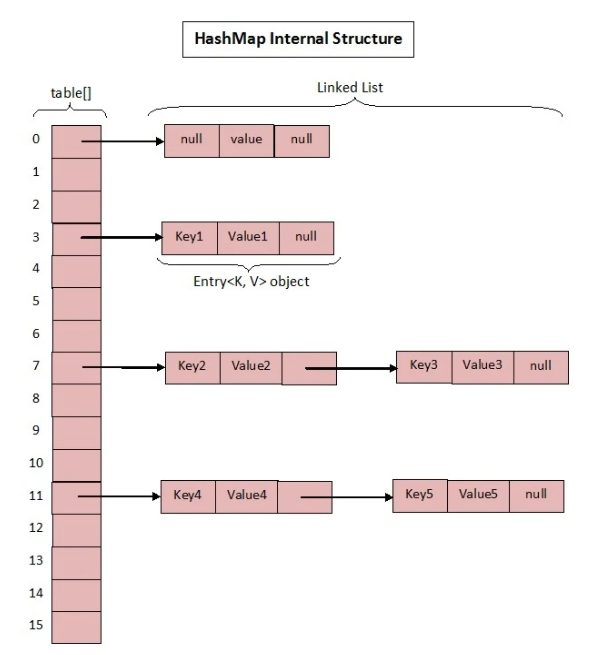 HashMap Internal Structure
table[]
Linked List
0 null value null
1
2
3 Key1 Value1 null
4
Entry<K, V> object
5
6
7 Key2 Value2 Key3 Value3 null
8
9
10
11 Key4 Value4 Key5 Value5 null
12
13
14
15